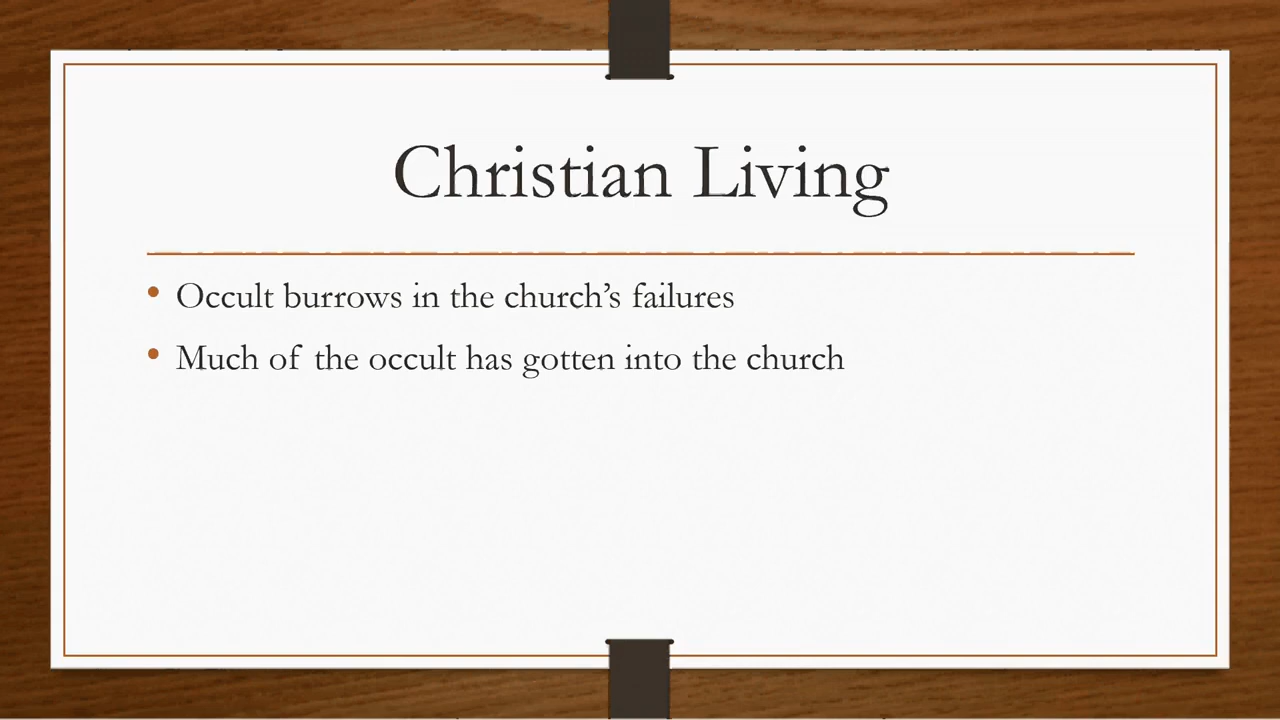 Christian Living
• Occult burrows in the church’s failures
• Much of the occult has gotten into the church